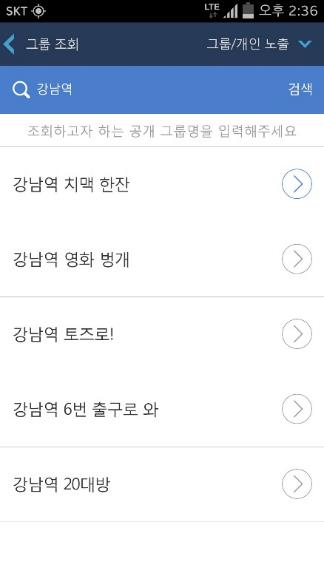 SKT LTE 오후 2:36
그룹 조회 그룹/개인 노출
강남역 검색
조회하고자 하는 공개 그룹명을 입력해주세요
강남역 치맥 한잔
강남역 영화 벙개
강남역 토즈로!
강남역 6번 출구로 와
강남역 20대방